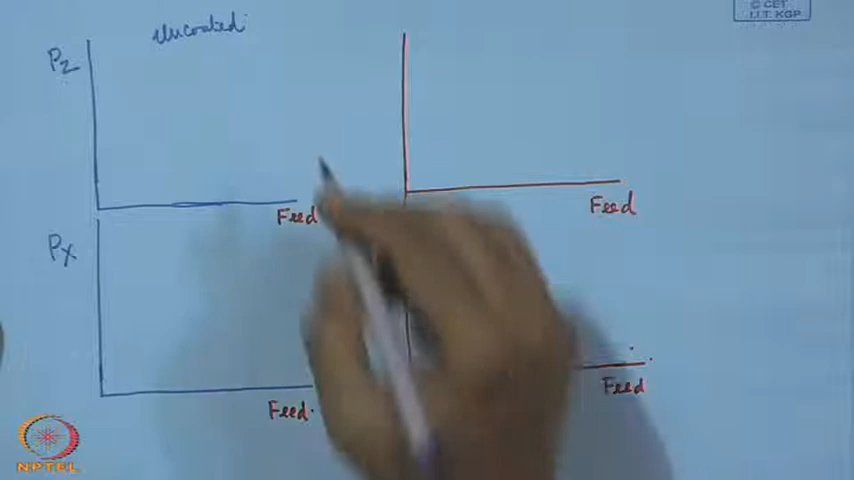 © CET
I.I.T. KGP
Uncoated
Pz
Feed
Feed
Px
Feed
Feed
NPTEL